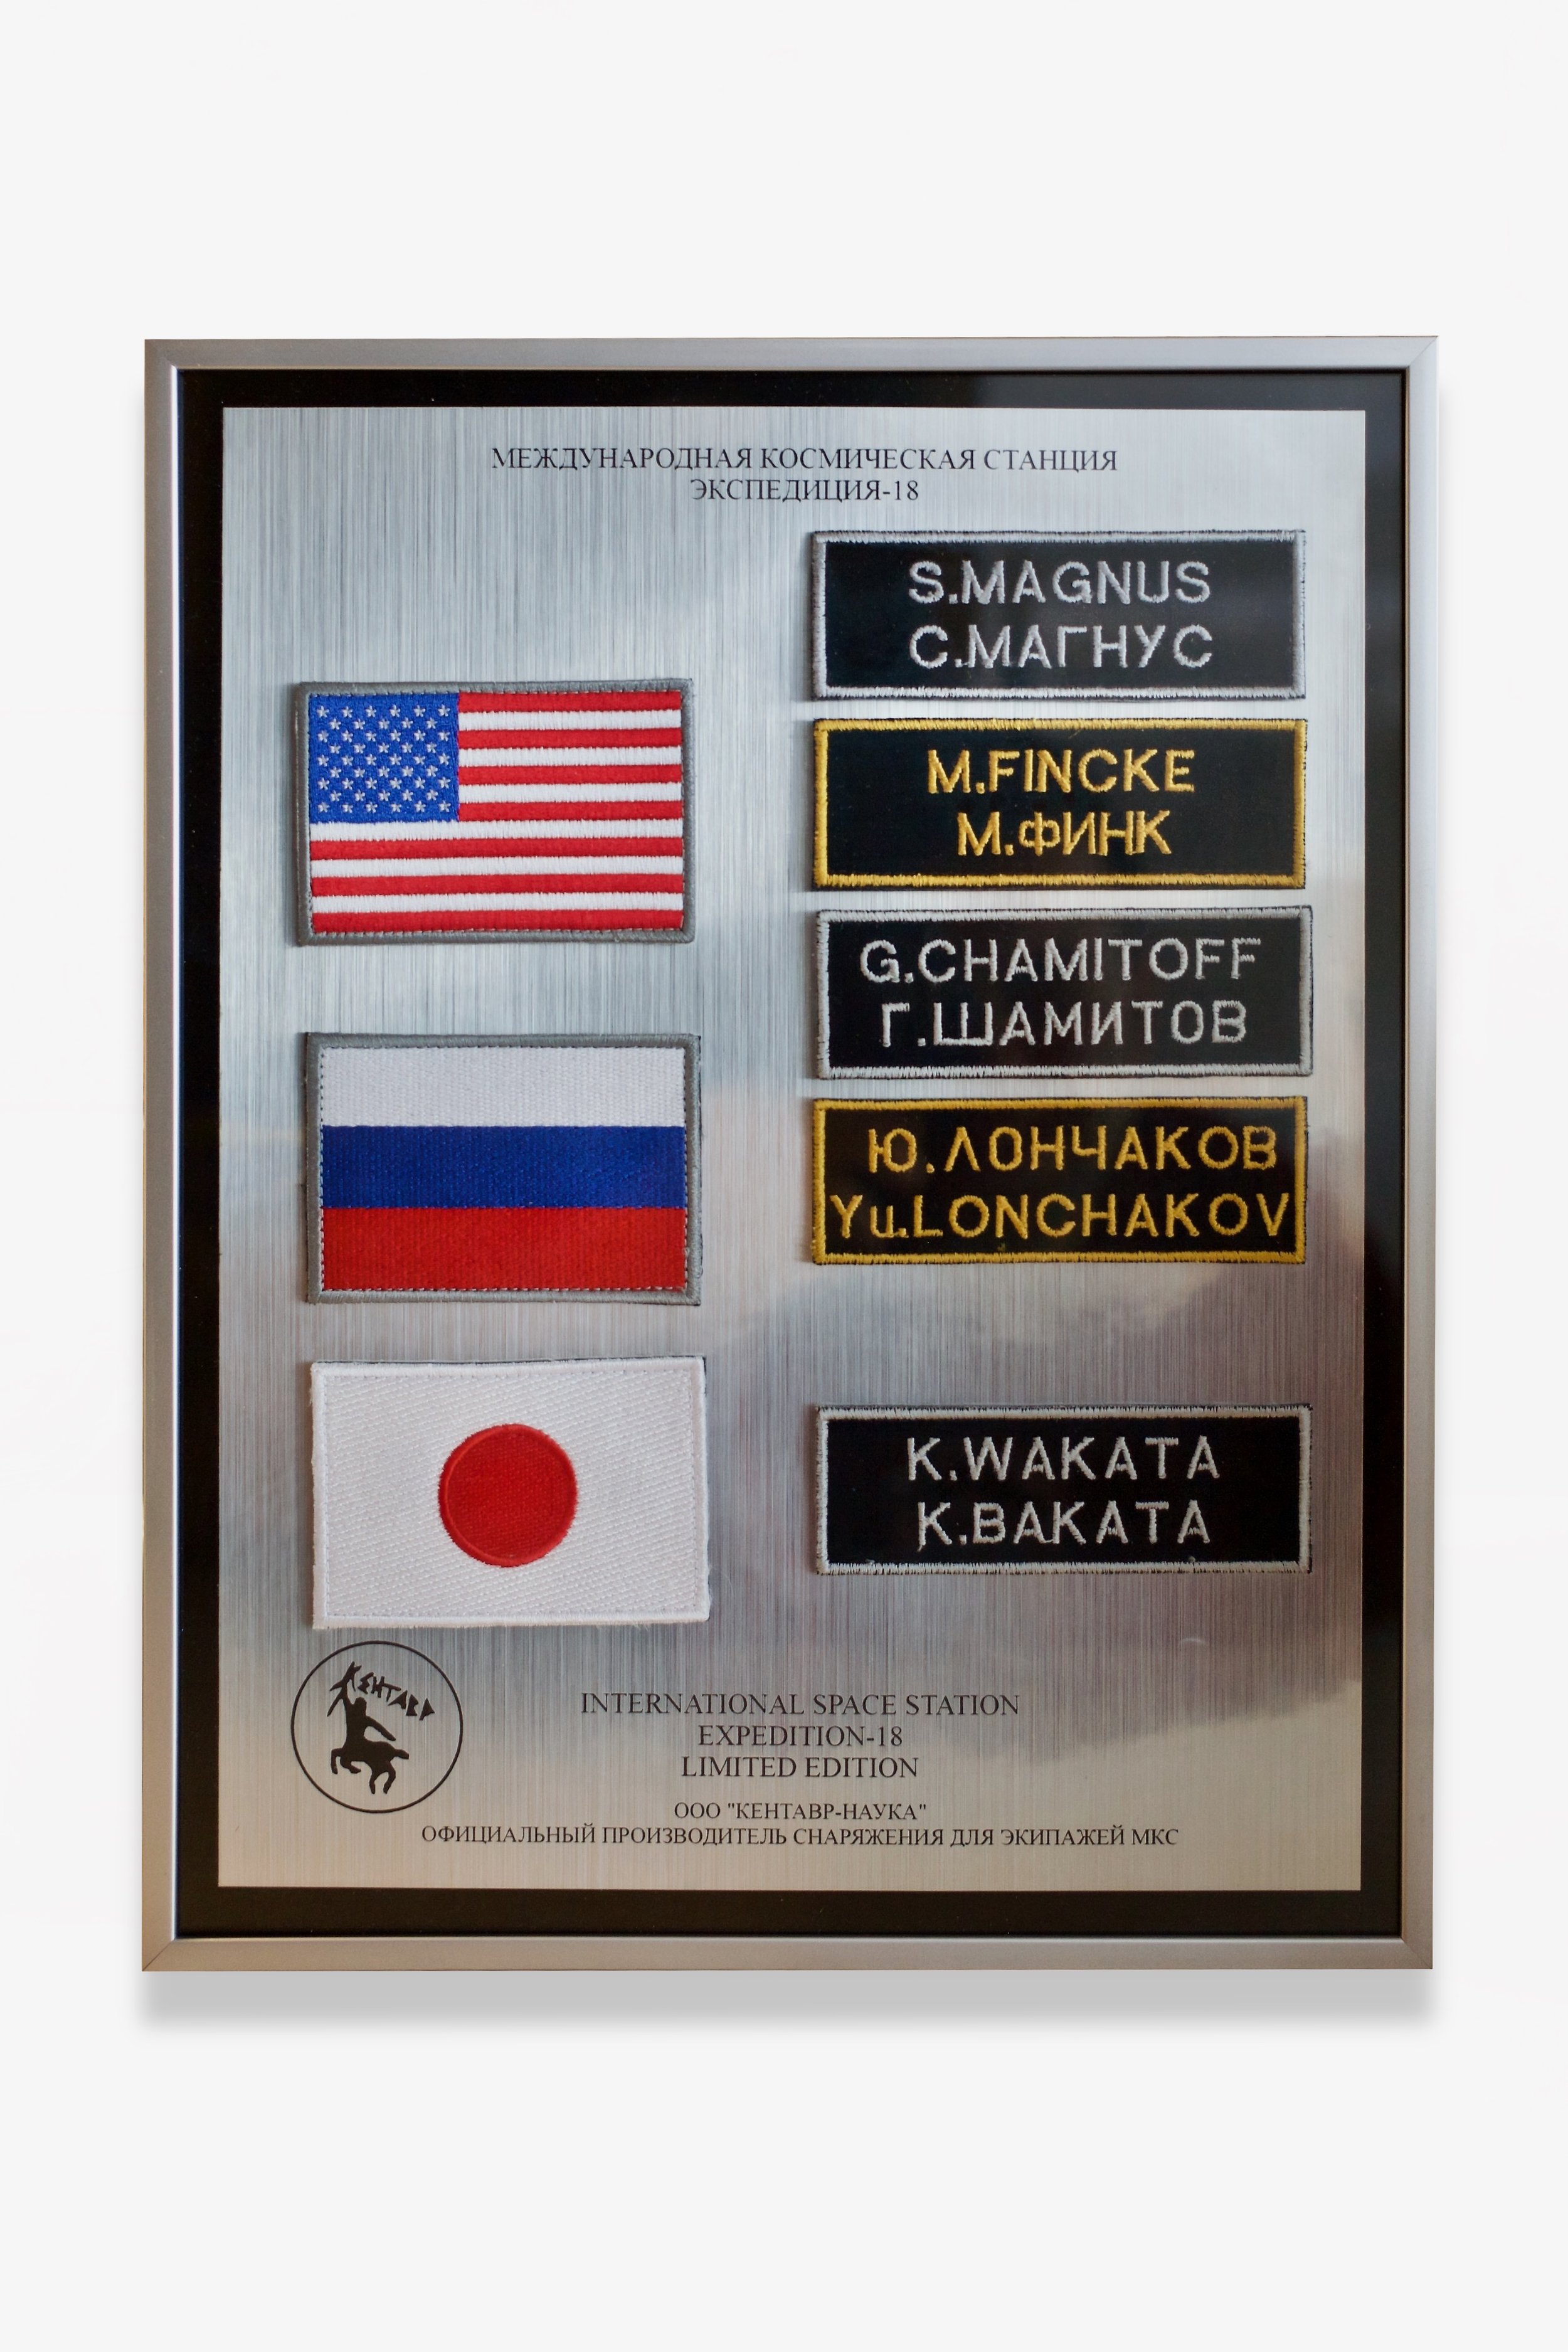 МЕЖДУНАРОДНАЯ КОСМИЧЕСКАЯ СТАНЦИЯ
ЭКСПЕДИЦИЯ-18
S.MAGNUS
С.МАГНУС
M.FINCKE
М.ФИНК
G.CHAMITOFF
Г.ШАМИТОВ
Ю.ЛОНЧАКОВ
Yu.LONCHAKOV
K.WAKATA
К.ВАКАТА
Кентавр
INTERNATIONAL SPACE STATION
EXPEDITION-18
LIMITED EDITION
ООО "КЕНТАВР-НАУКА"
ОФИЦИАЛЬНЫЙ ПРОИЗВОДИТЕЛЬ СНАРЯЖЕНИЯ ДЛЯ ЭКИПАЖЕЙ МКС